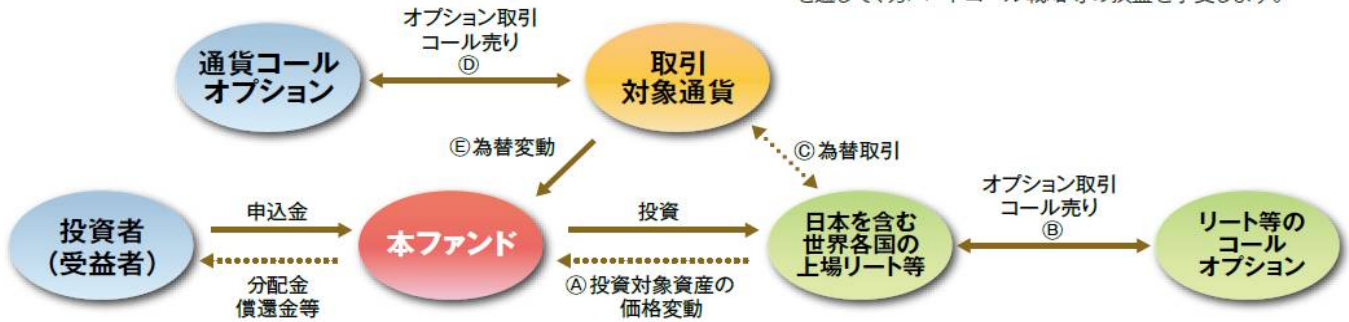 オプション取引
コール売り
Ⓓ
通貨コール
オプション
取引
対象通貨
Ⓔ為替変動
Ⓒ為替取引
オプション取引
コール売り
Ⓑ
投資者
(受益者)
申込金
本ファンド
投資
日本を含む
世界各国の
上場リート等
リート等の
コール
オプション
分配金
償還金等
Ⓐ投資対象資産の
価格変動